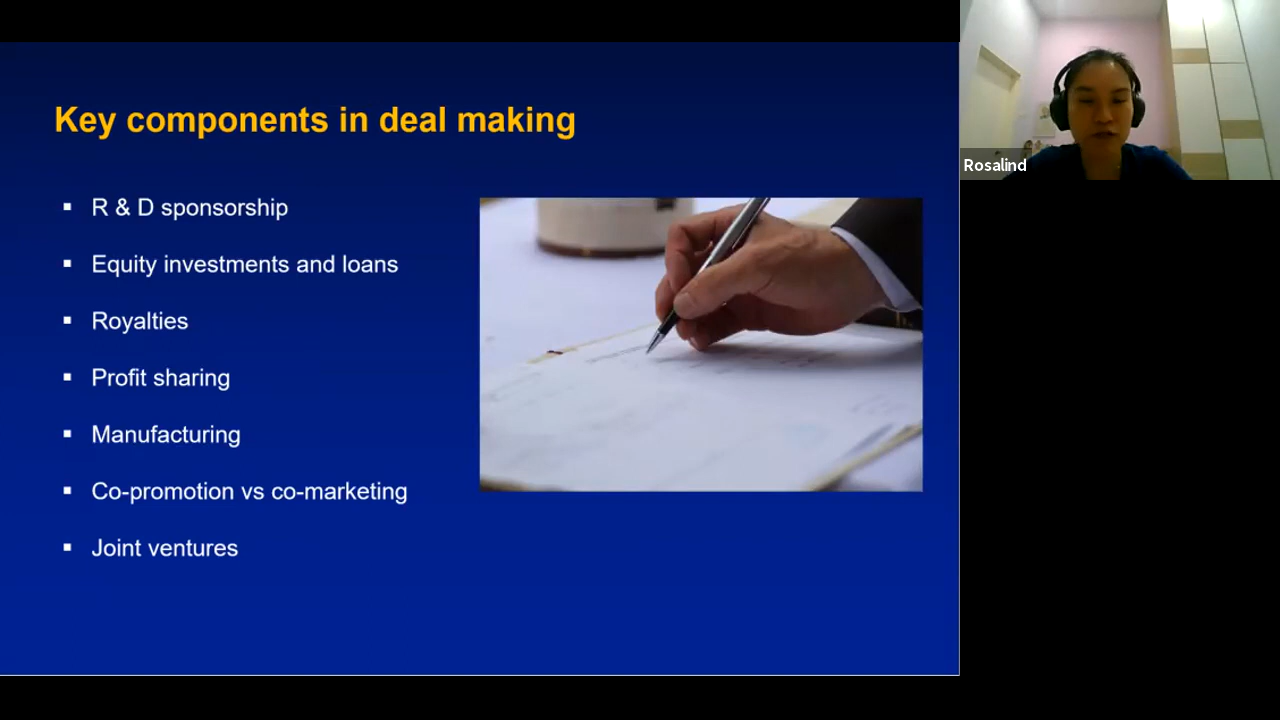 Key components in deal making
▪ R & D sponsorship
▪ Equity investments and loans
▪ Royalties
▪ Profit sharing
▪ Manufacturing
▪ Co-promotion vs co-marketing
▪ Joint ventures
Rosalind